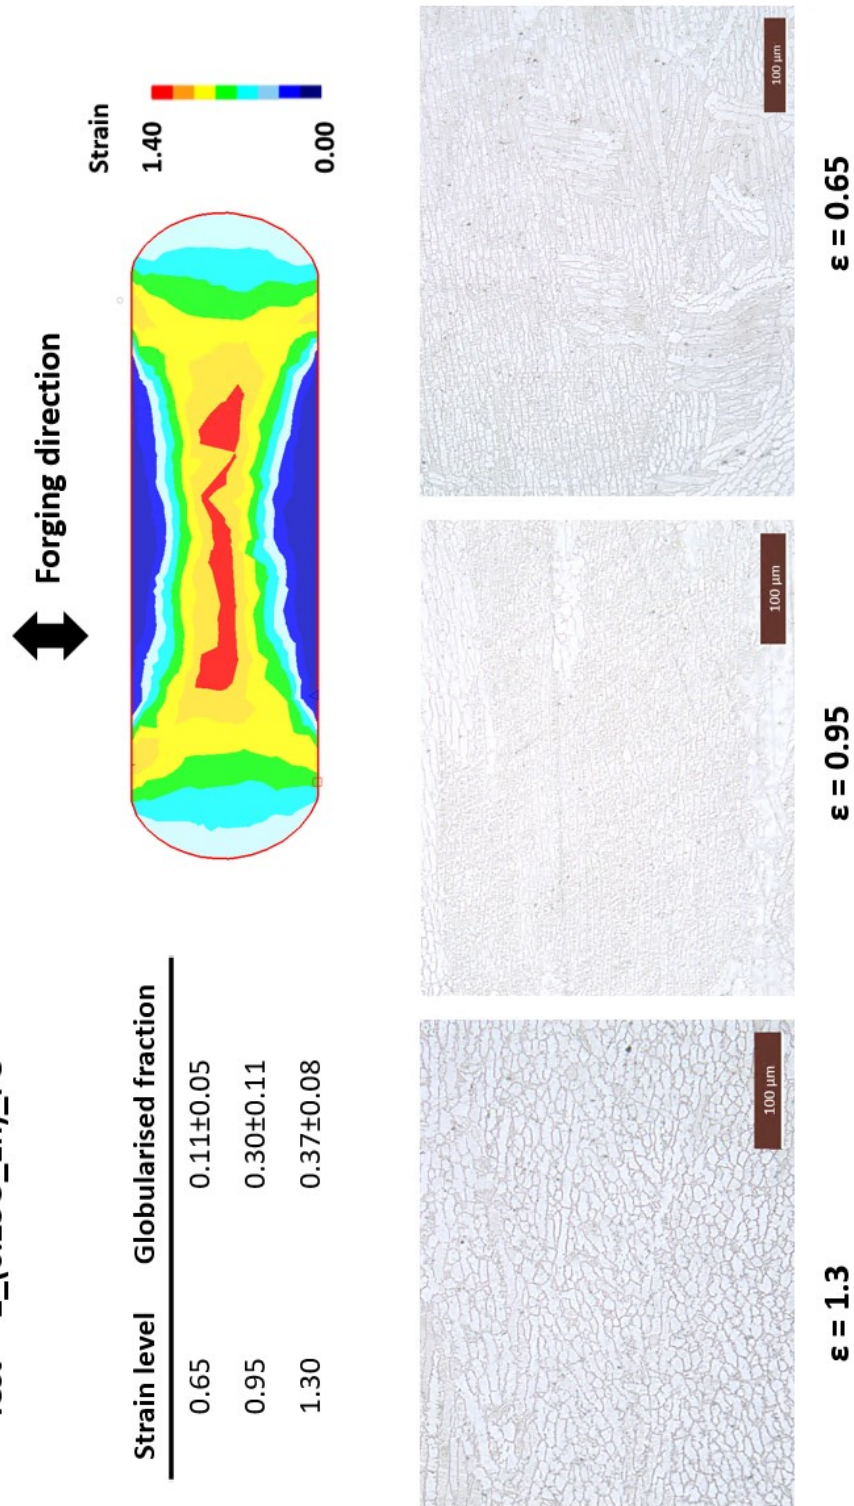 Strain level Globularised fraction
0.65 0.11±0.05
0.95 0.30±0.11
1.30 0.37±0.08
Forging direction
Strain
1.40
0.00
100 µm
100 µm
100 µm
ε = 1.3
ε = 0.95
ε = 0.65